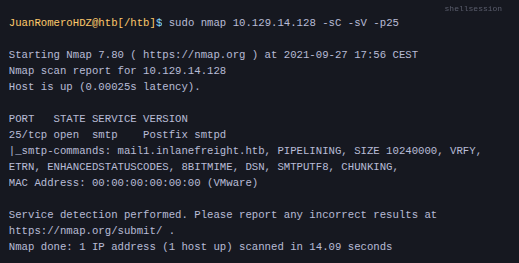 shellsession
JuanRomeroHDZ@htb[/htb]$ sudo nmap 10.129.14.128 -sC -sV -p25
Starting Nmap 7.80 ( https://nmap.org ) at 2021-09-27 17:56 CEST
Nmap scan report for 10.129.14.128
Host is up (0.00025s latency).
PORT   STATE SERVICE VERSION
25/tcp open  smtp    Postfix smtpd
|_smtp-commands: mail1.inlanefreight.htb, PIPELINING, SIZE 10240000, VRFY,
ETRN, ENHANCEDSTATUSCODES, 8BITMIME, DSN, SMTPUTF8, CHUNKING,
MAC Address: 00:00:00:00:00:00 (VMware)
Service detection performed. Please report any incorrect results at
https://nmap.org/submit/ .
Nmap done: 1 IP address (1 host up) scanned in 14.09 seconds